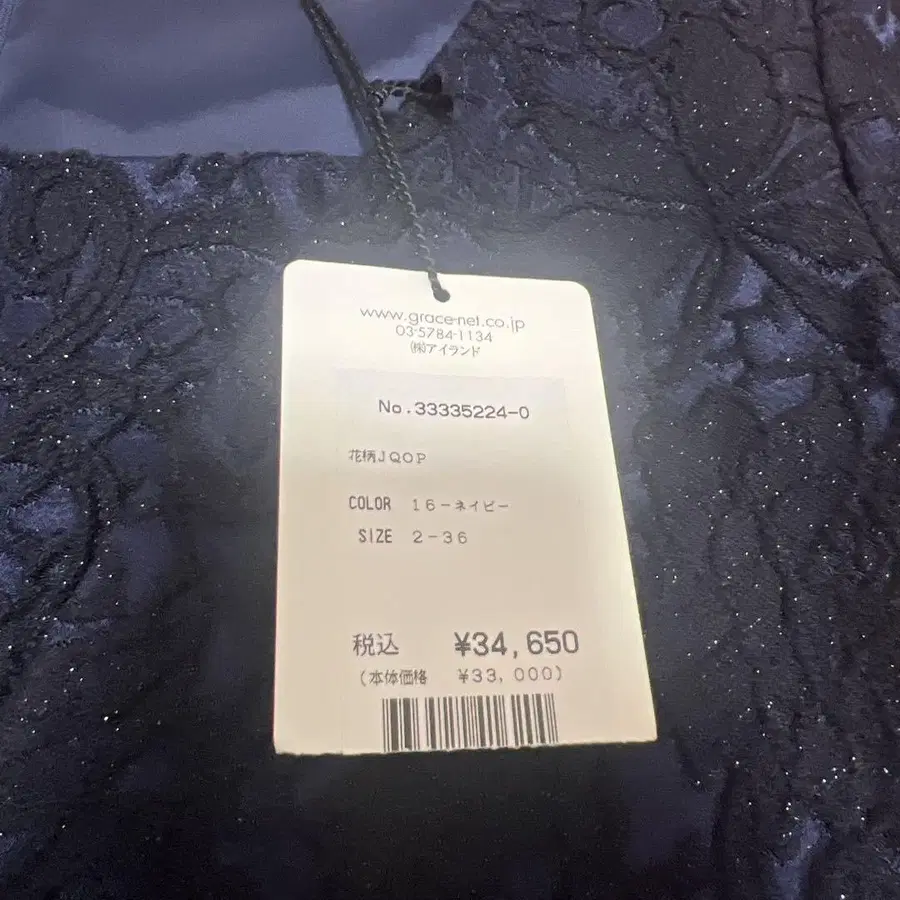 www.grace-net.co.jp
03-5784-1134
㈱アイランド
No.33335224-0
花柄JQOP
COLOR 16-ネイビー
SIZE 2-36
税込 ¥34,650
(本体価格 ¥33,000)